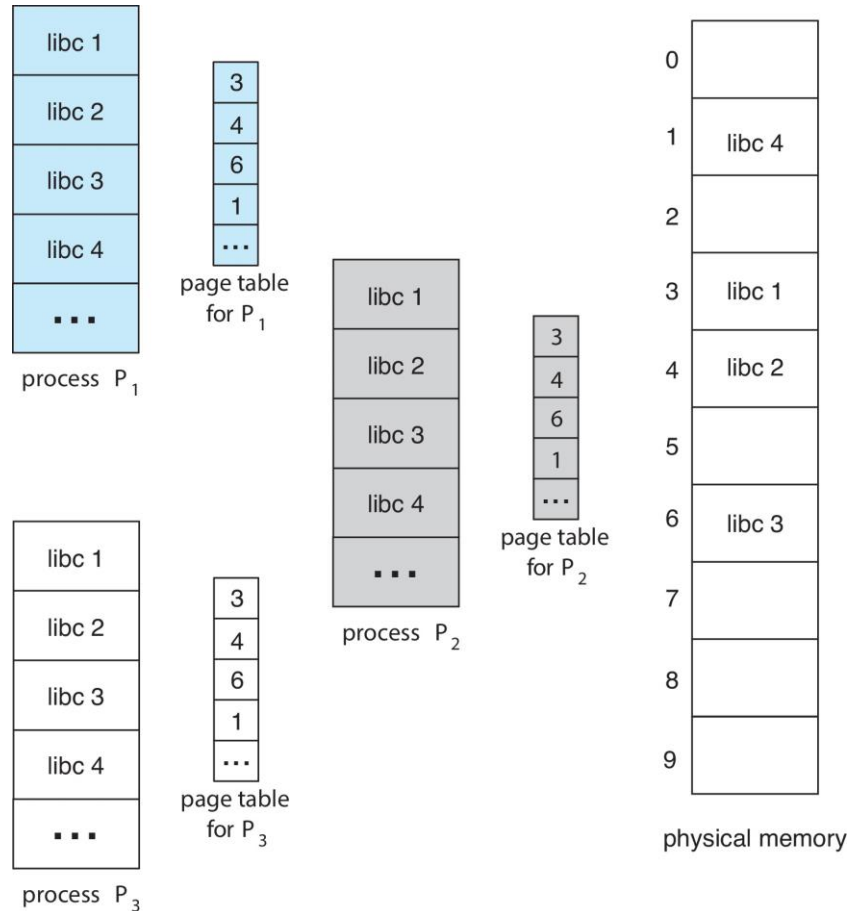 libc 1
libc 2
libc 3
libc 4
...
process P1
3
4
6
1
...
page table
for P1
libc 1
libc 2
libc 3
libc 4
...
process P2
3
4
6
1
...
page table
for P2
libc 1
libc 2
libc 3
libc 4
...
process P3
3
4
6
1
...
page table
for P3
0
1 libc 4
2
3 libc 1
4 libc 2
5
6 libc 3
7
8
9
physical memory